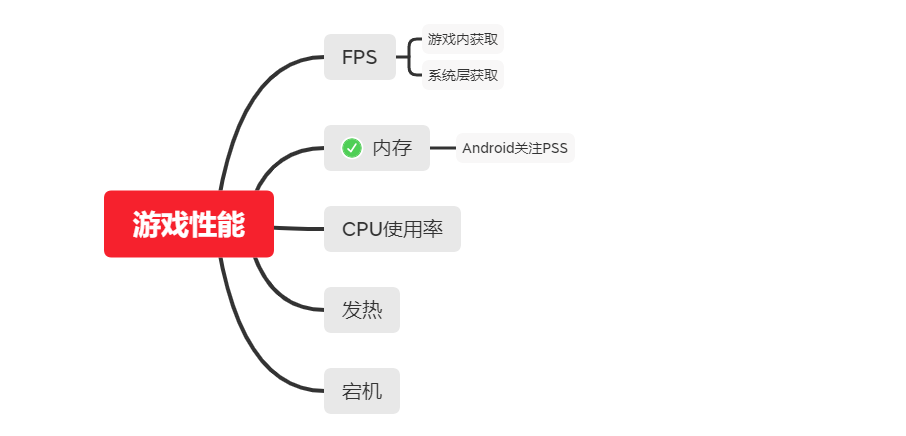 游戏性能
FPS
游戏内获取
系统层获取
内存
Android关注PSS
CPU使用率
发热
宕机